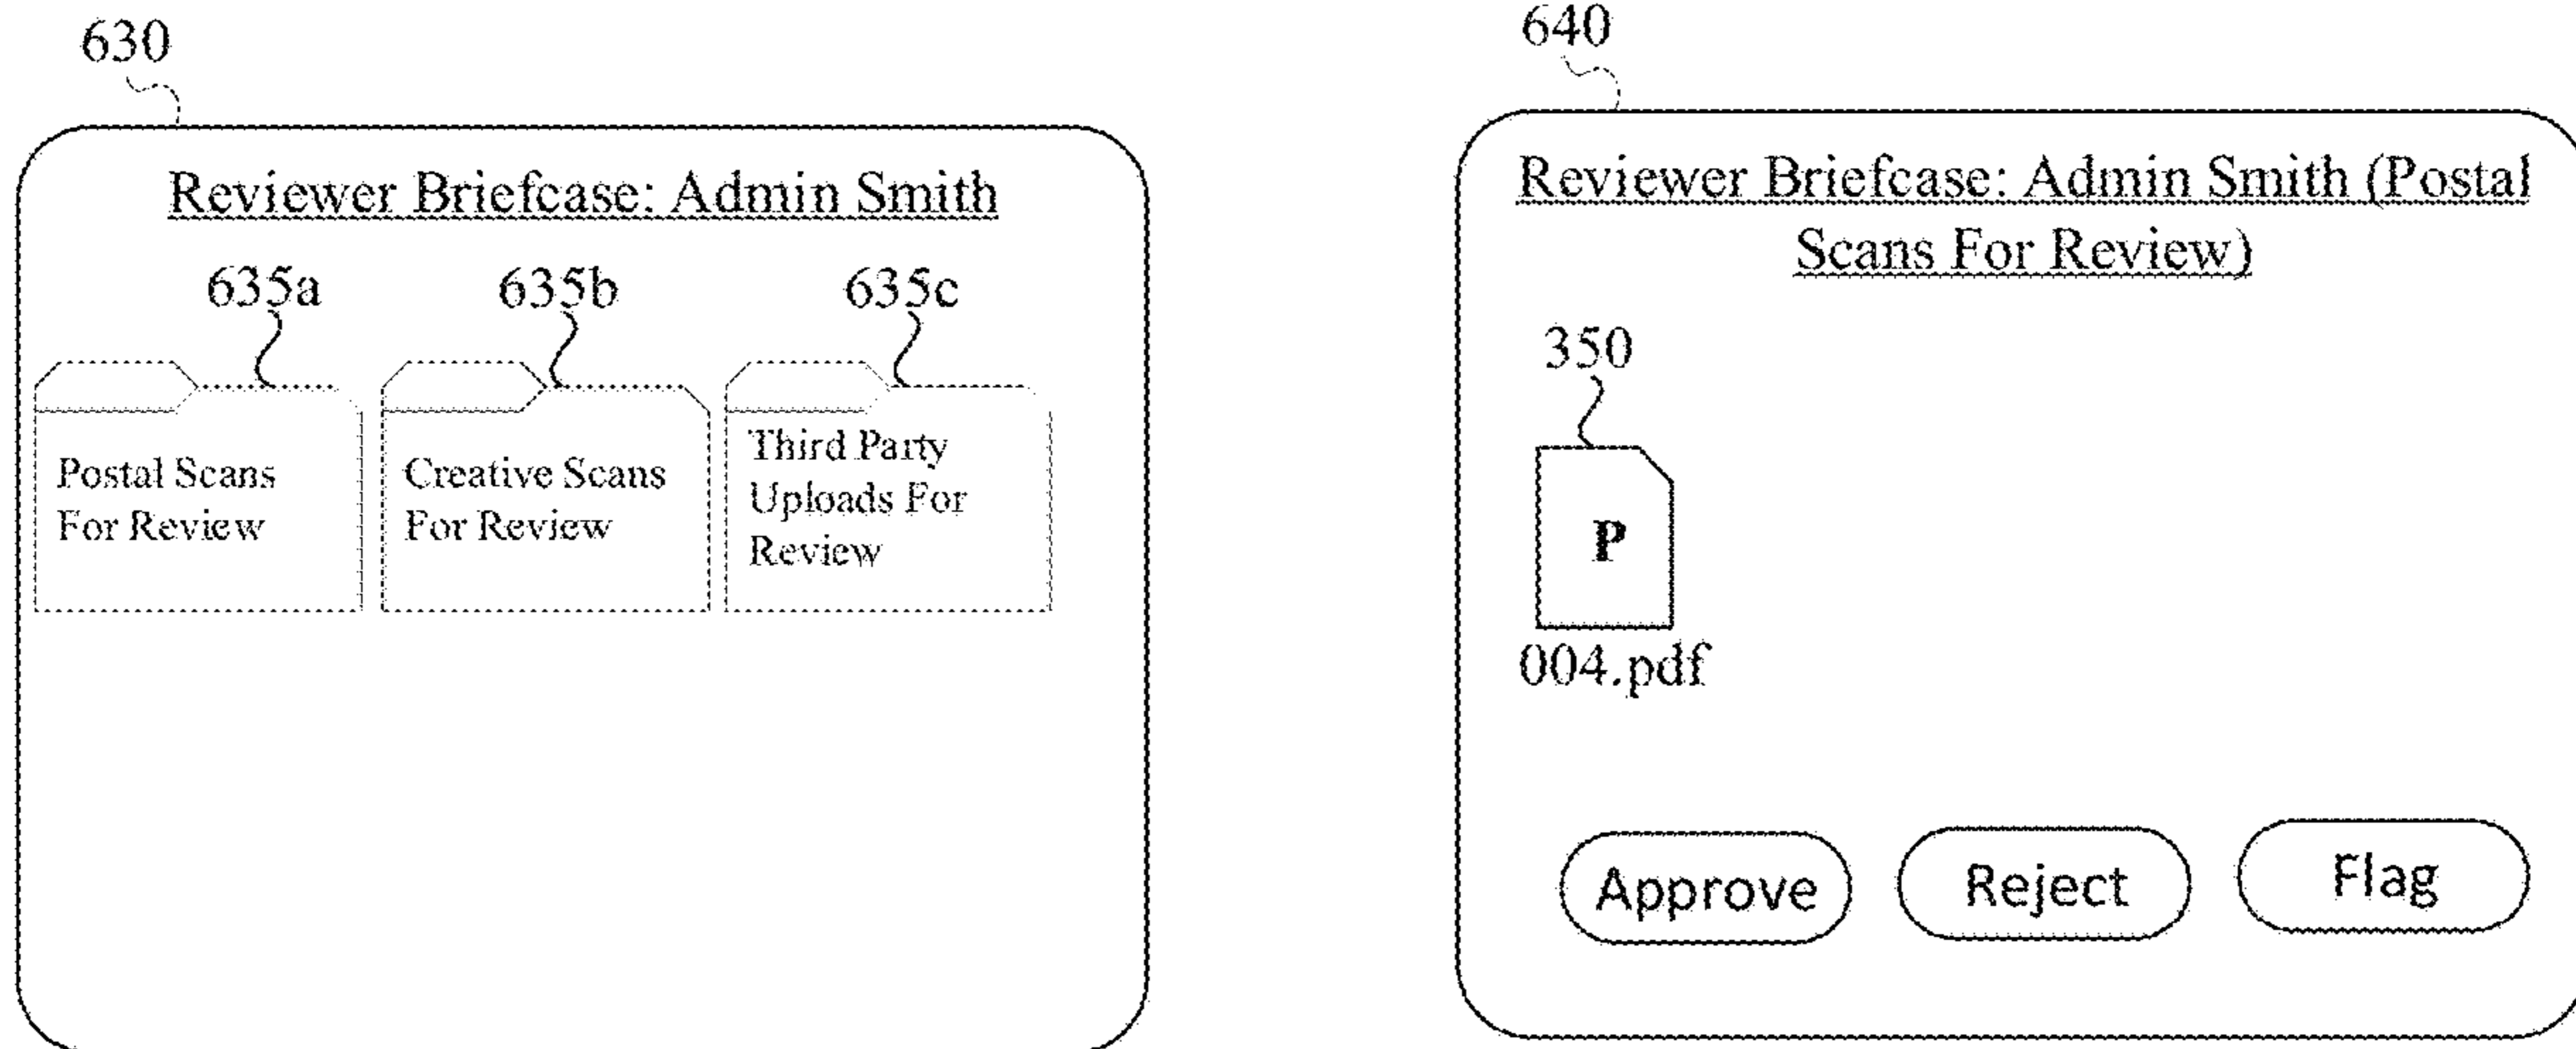 630
Reviewer Briefcase: Admin Smith
635a
635b
635c
Postal Scans
For Review
Creative Scans
For Review
Third Party
Uploads For
Review
640
Reviewer Briefcase: Admin Smith (Postal
Scans For Review)
350
P
004.pdf
Approve
Reject
Flag